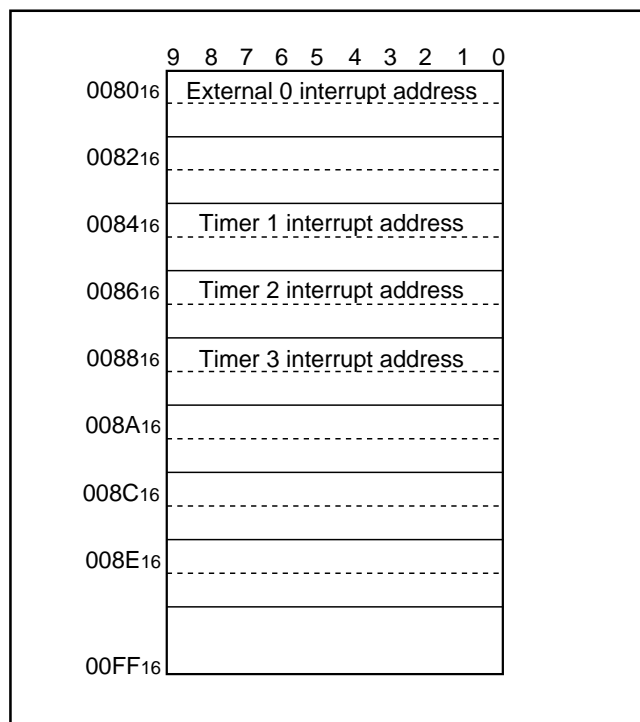 9 8 7 6 5 4 3 2 1 0
0080₁₆ External 0 interrupt address
0082₁₆
0084₁₆ Timer 1 interrupt address
0086₁₆ Timer 2 interrupt address
0088₁₆ Timer 3 interrupt address
008A₁₆
008C₁₆
008E₁₆
00FF₁₆